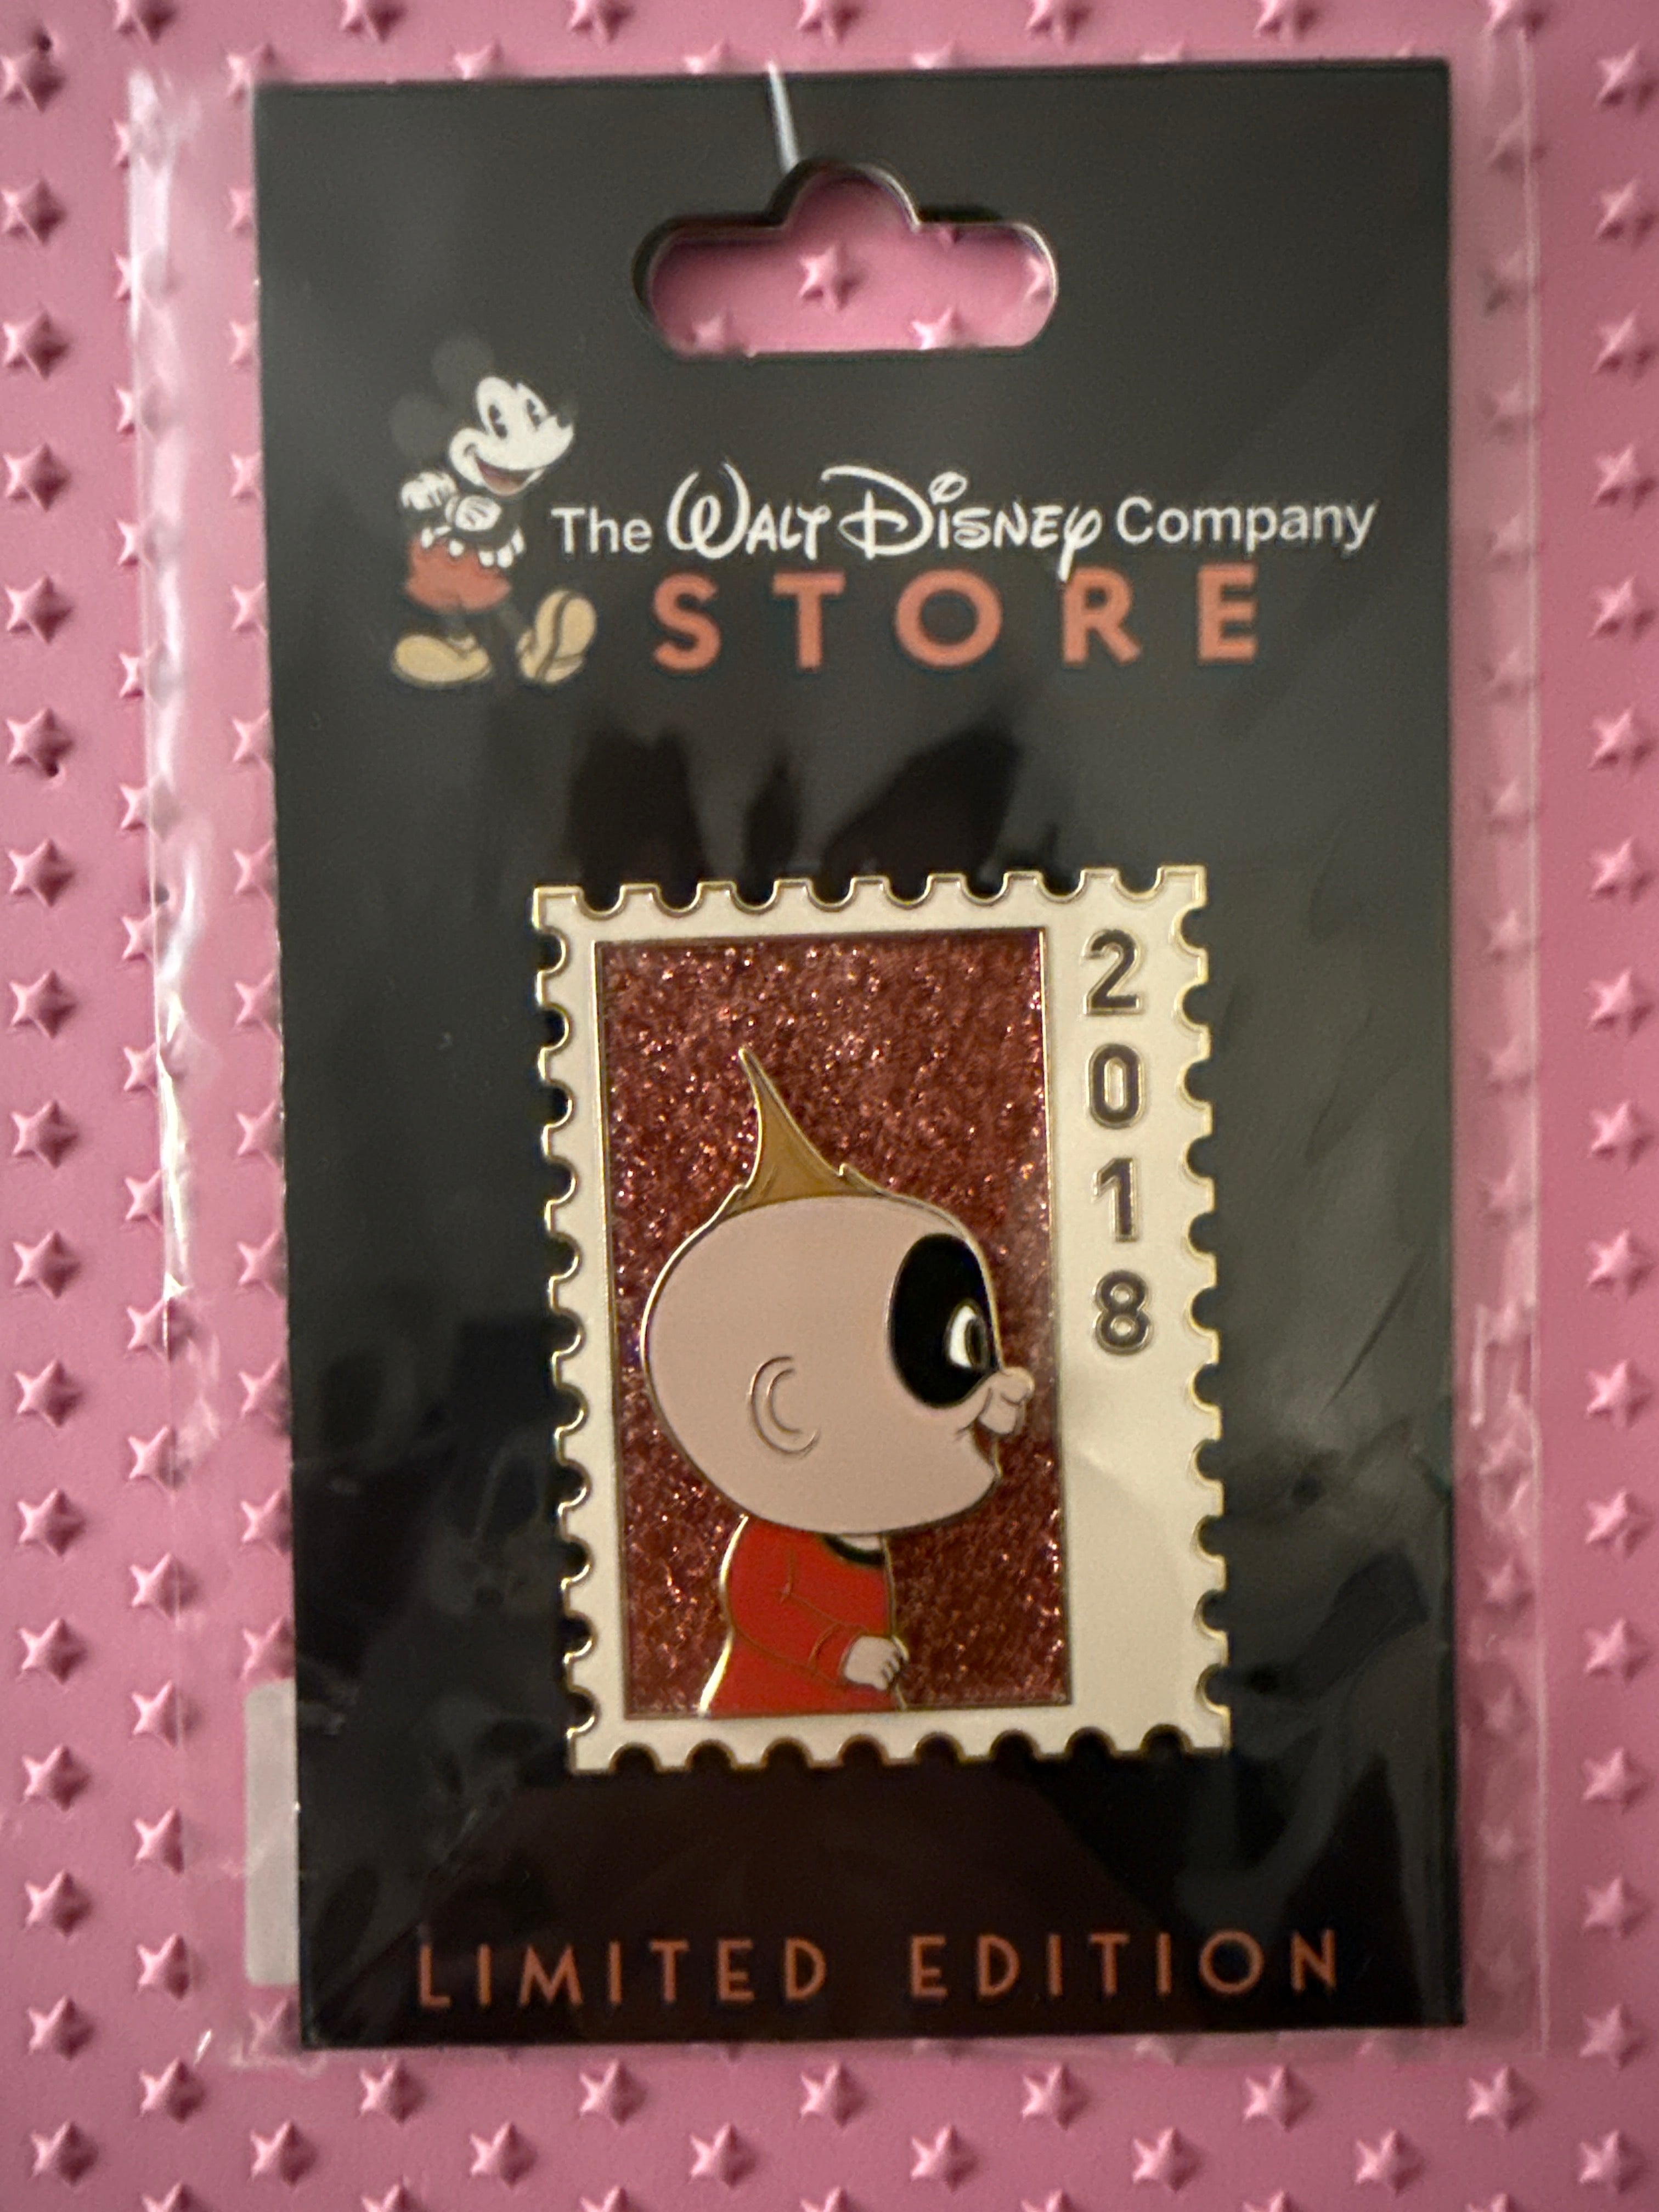 The Walt Disney Company
STORE
2018
LIMITED EDITION